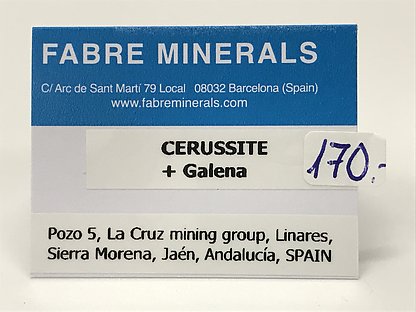 FABRE MINERALS
C/ Arc de Sant Martí 79 Local 08032 Barcelona (Spain)
www.fabreminerals.com
CERUSSITE
+ Galena
170.-
Pozo 5, La Cruz mining group, Linares,
Sierra Morena, Jaén, Andalucía, SPAIN